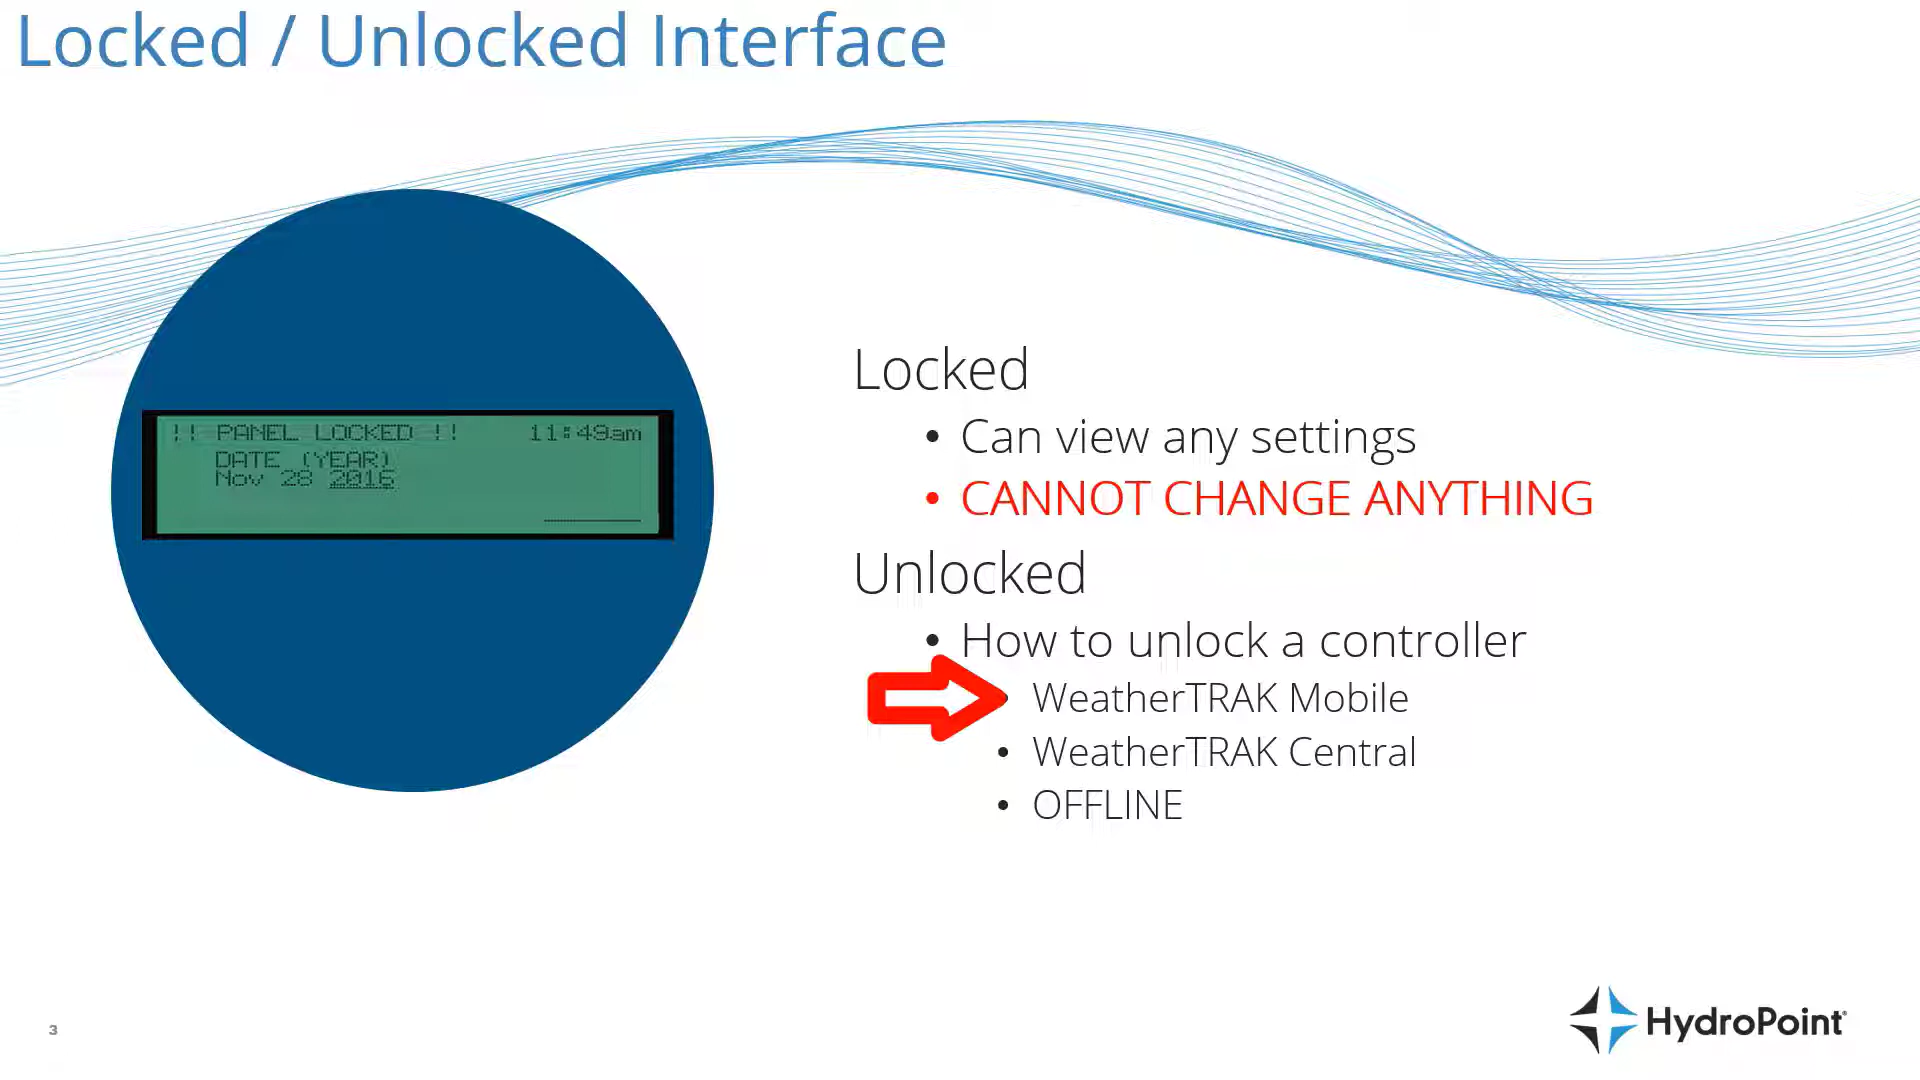 Locked / Unlocked Interface
!! PANEL LOCKED !! 11:49am
DATE (YEAR)
Nov 28 2016
Locked
• Can view any settings
• CANNOT CHANGE ANYTHING
Unlocked
• How to unlock a controller
• WeatherTRAK Mobile
• WeatherTRAK Central
• OFFLINE
3
HydroPoint